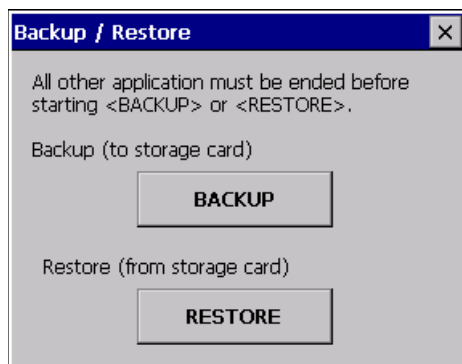 Backup / Restore
All other application must be ended before
starting <BACKUP> or <RESTORE>.
Backup (to storage card)
BACKUP
Restore (from storage card)
RESTORE